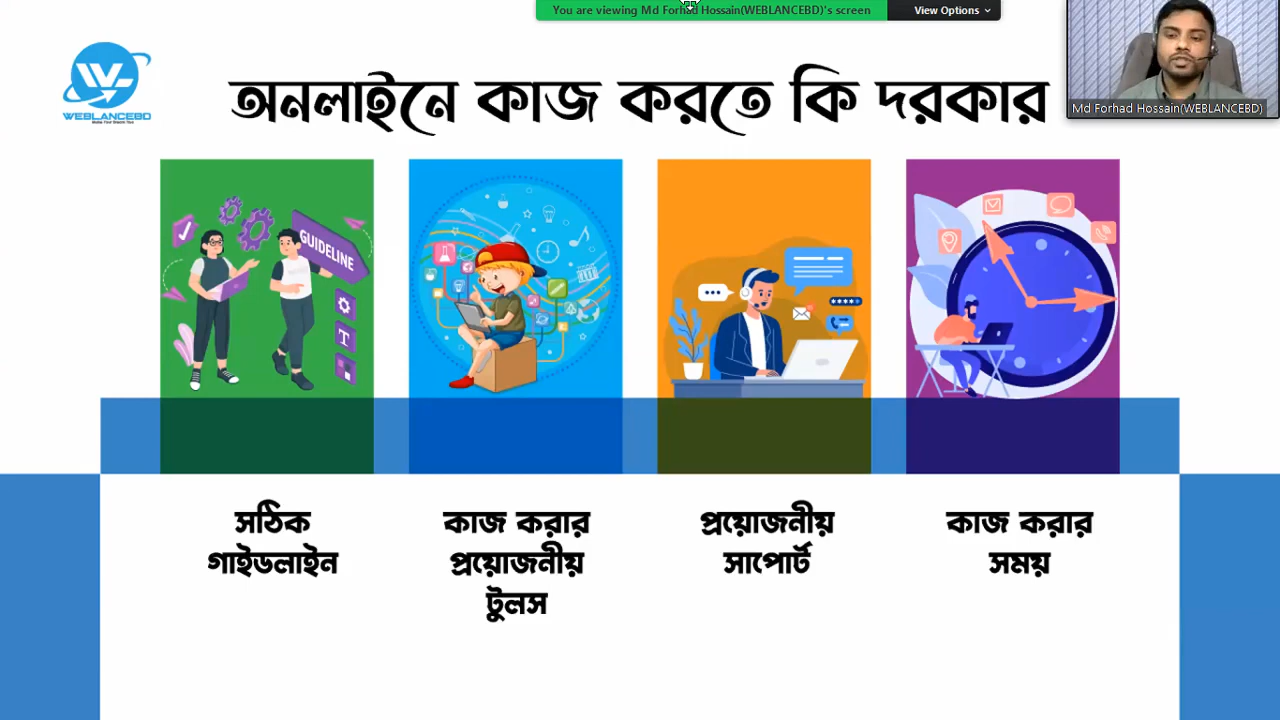 You are viewing Md Forhad Hossain(WEBLANCEBD)'s screen
View Options
Md Forhad Hossain(WEBLANCEBD)
WEBLANCEBD
অনলাইনে কাজ করতে কি দরকার
GUIDELINE
T
সঠিক
গাইডলাইন
কাজ করার
প্রয়োজনীয়
টুলস
প্রয়োজনীয়
সাপোর্ট
কাজ করার
সময়